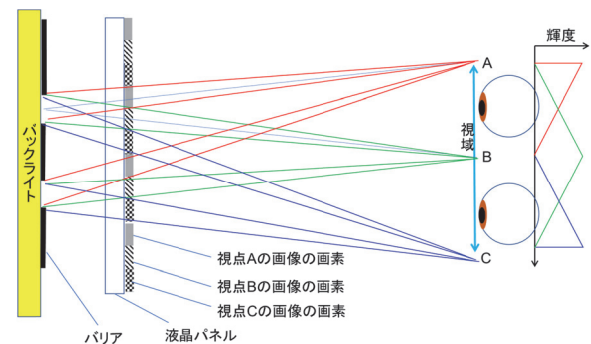 輝度
A
視域
B
C
バックライト
視点Aの画像の画素
視点Bの画像の画素
視点Cの画像の画素
バリア
液晶パネル